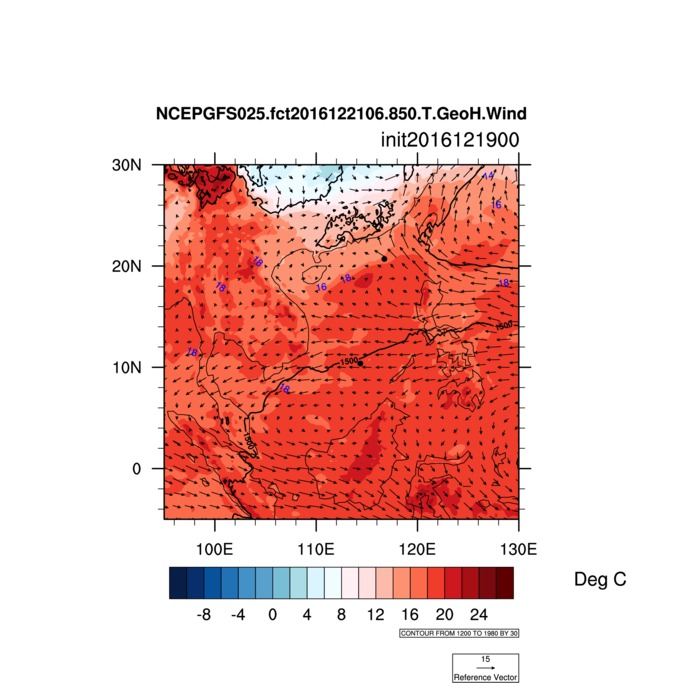 NCEPGFS025.fct2016122106.850.T.GeoH.Wind
init2016121900
30N
14
16
20N
18
18
18
16
18
1500
18
10N
1500
18
1500
0
100E
110E
120E
130E
-8
-4
0
4
8
12
16
20
24
Deg C
CONTOUR FROM 1200 TO 1980 BY 30
15
Reference Vector